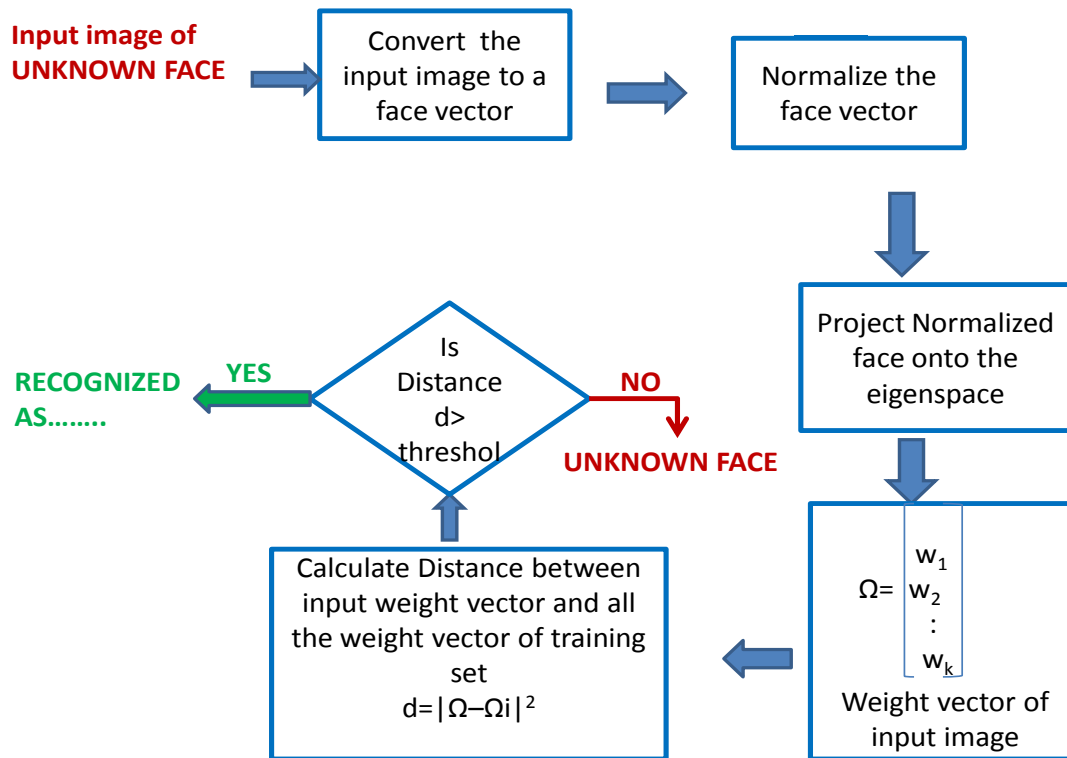 Input image of
UNKNOWN FACE
Convert the
input image to a
face vector
Normalize the
face vector
Project Normalized
face onto the
eigenspace
Ω=
w₁
w₂
:
wₖ
Weight vector of
input image
Calculate Distance between
input weight vector and all
the weight vector of training
set
d=|Ω−Ωi|²
Is
Distance
d>
threshol
YES
RECOGNIZED
AS........
NO
UNKNOWN FACE